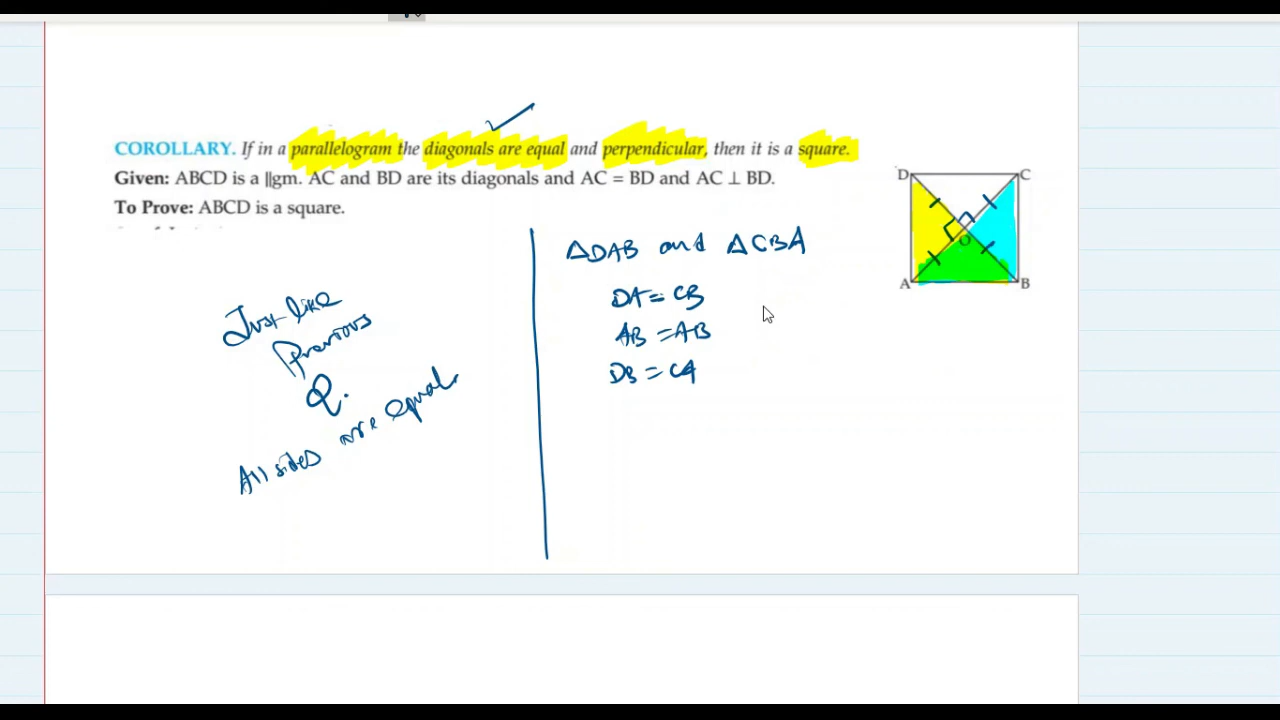 COROLLARY. If in a parallelogram the diagonals are equal and perpendicular, then it is a square.
Given: ABCD is a ||gm. AC and BD are its diagonals and AC = BD and AC ⊥ BD.
To Prove: ABCD is a square.
D C
O
A B
Just like
Previous
Q.
All sides are equal.
△DAB and △CBA
DA = CB
AB = AB
DB = CA